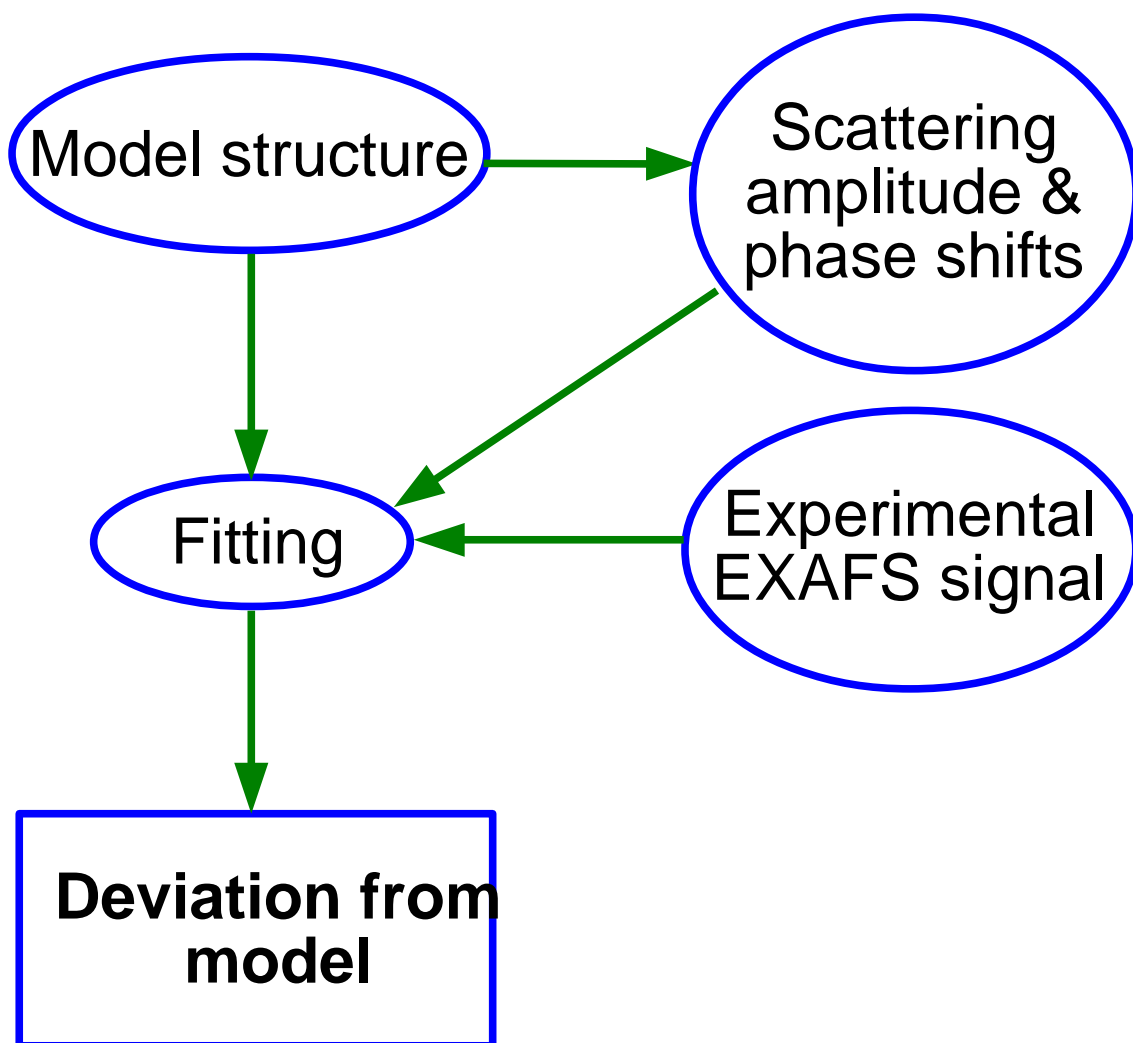 Model structure
Scattering
amplitude &
phase shifts
Fitting
Experimental
EXAFS signal
Deviation from
model